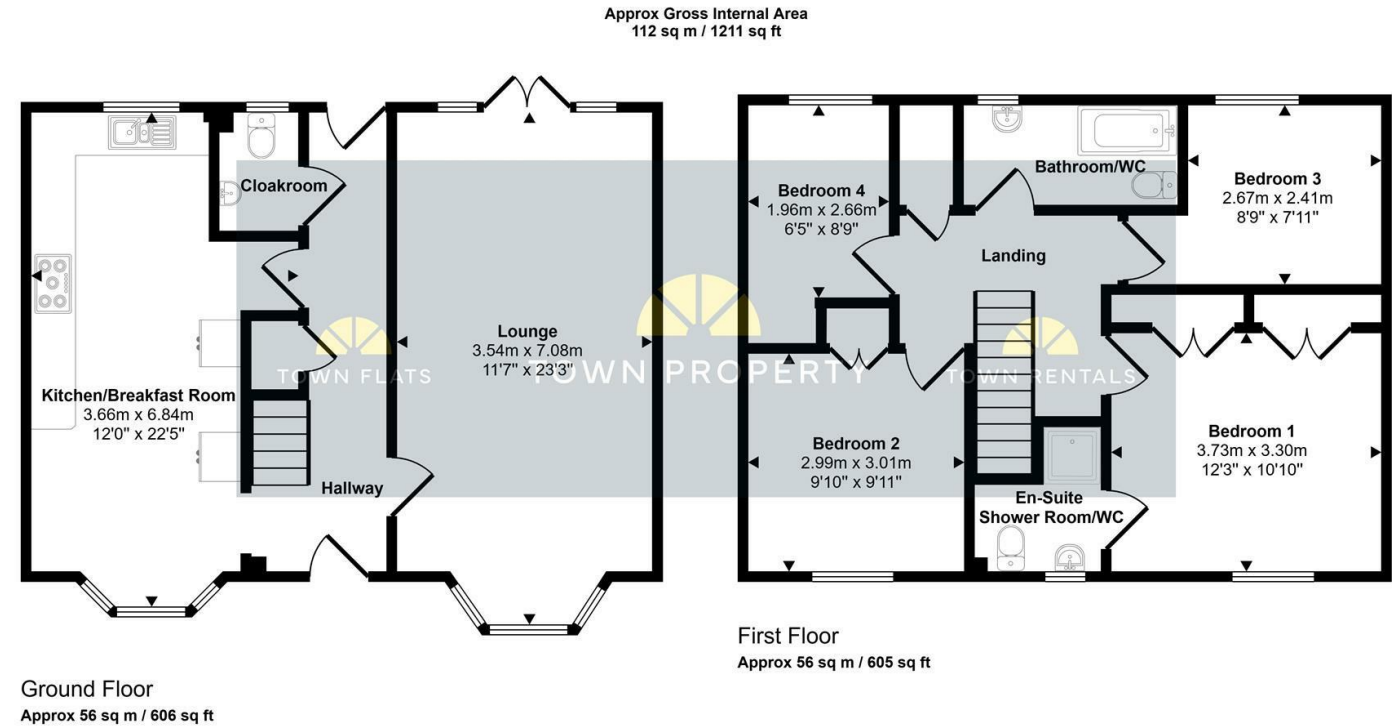 Approx Gross Internal Area
112 sq m / 1211 sq ft
Cloakroom
Lounge
3.54m x 7.08m
11'7" x 23'3"
Kitchen/Breakfast Room
3.66m x 6.84m
12'0" x 22'5"
Hallway
TOWN FLATS
TOWN PROPERTY
TOWN RENTALS
Bedroom 4
1.96m x 2.66m
6'5" x 8'9"
Bathroom/WC
Bedroom 3
2.67m x 2.41m
8'9" x 7'11"
Landing
Bedroom 2
2.99m x 3.01m
9'10" x 9'11"
En-Suite
Shower Room/WC
Bedroom 1
3.73m x 3.30m
12'3" x 10'10"
First Floor
Approx 56 sq m / 605 sq ft
Ground Floor
Approx 56 sq m / 606 sq ft